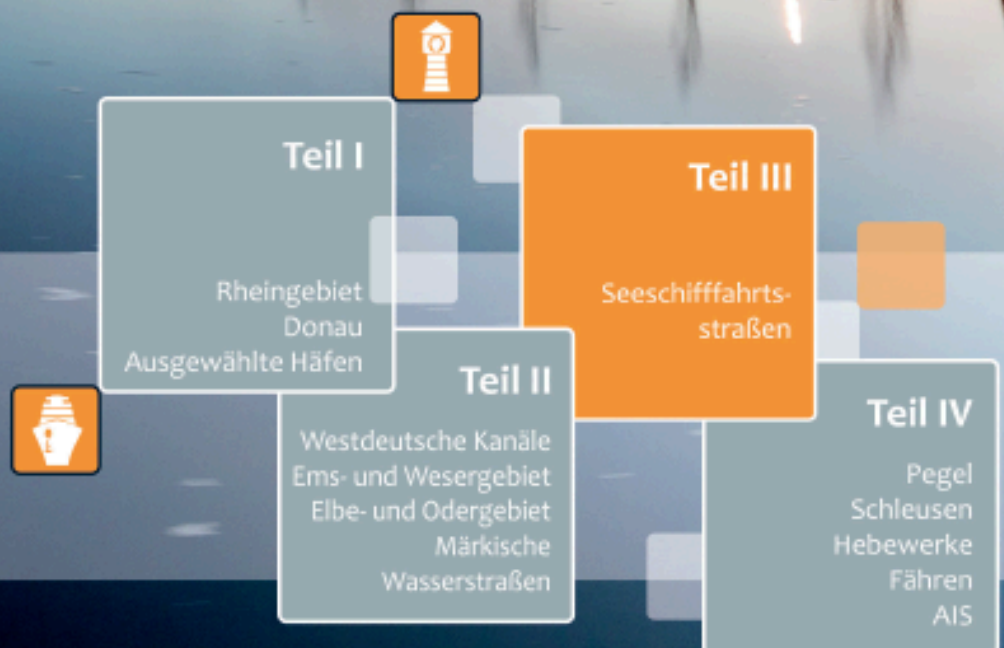 Teil I
Rheingebiet
Donau
Ausgewählte Häfen
Teil II
Westdeutsche Kanäle
Ems- und Wesergebiet
Elbe- und Odergebiet
Märkische
Wasserstraßen
Teil III
Seeschifffahrts-
straßen
Teil IV
Pegel
Schleusen
Hebewerke
Fähren
AIS